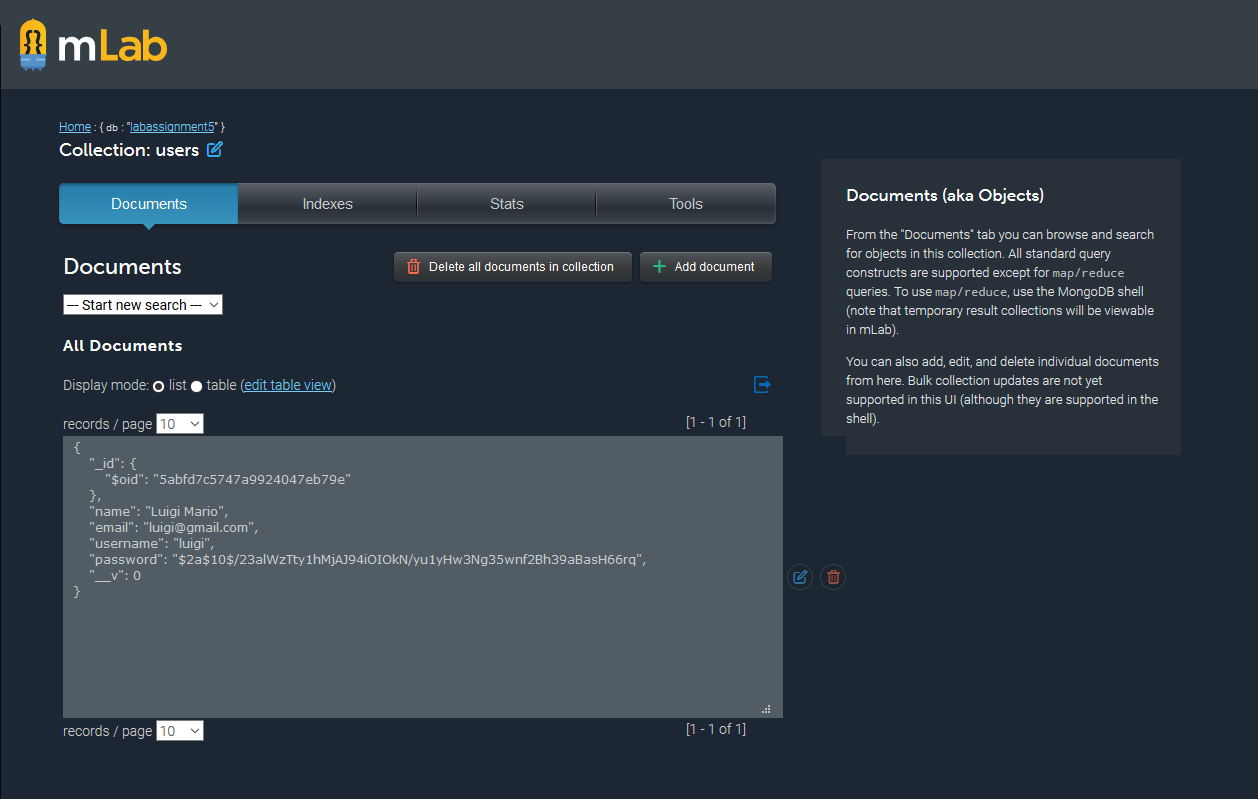 mLab
Home : { db : "labassignment5" }
Collection: users
Documents Indexes Stats Tools
Documents
Delete all documents in collection
Add document
--- Start new search ---
All Documents
Display mode: list table (edit table view)
records / page 10 [1 - 1 of 1]
{
"_id": {
"$oid": "5abfd7c5747a9924047eb79e"
},
"name": "Luigi Mario",
"email": "luigi@gmail.com",
"username": "luigi",
"password": "$2a$10$/23alWzTty1hMjAJ94iOIOkN/yu1yHw3Ng35wnf2Bh39aBasH66rq",
"__v": 0
}
records / page 10 [1 - 1 of 1]
Documents (aka Objects)
From the "Documents" tab you can browse and search
for objects in this collection. All standard query
constructs are supported except for map/reduce
queries. To use map/reduce, use the MongoDB shell
(note that temporary result collections will be viewable
in mLab).
You can also add, edit, and delete individual documents
from here. Bulk collection updates are not yet
supported in this UI (although they are supported in the
shell).